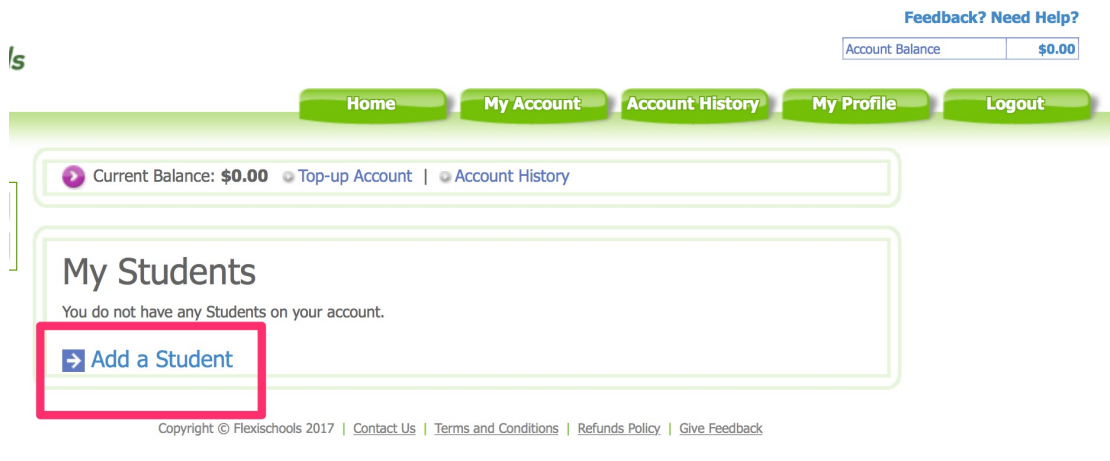 Feedback? Need Help?
Account Balance $0.00
Home My Account Account History My Profile Logout
Current Balance: $0.00 Top-up Account | Account History
My Students
You do not have any Students on your account.
Add a Student
Copyright © Flexischools 2017 | Contact Us | Terms and Conditions | Refunds Policy | Give Feedback